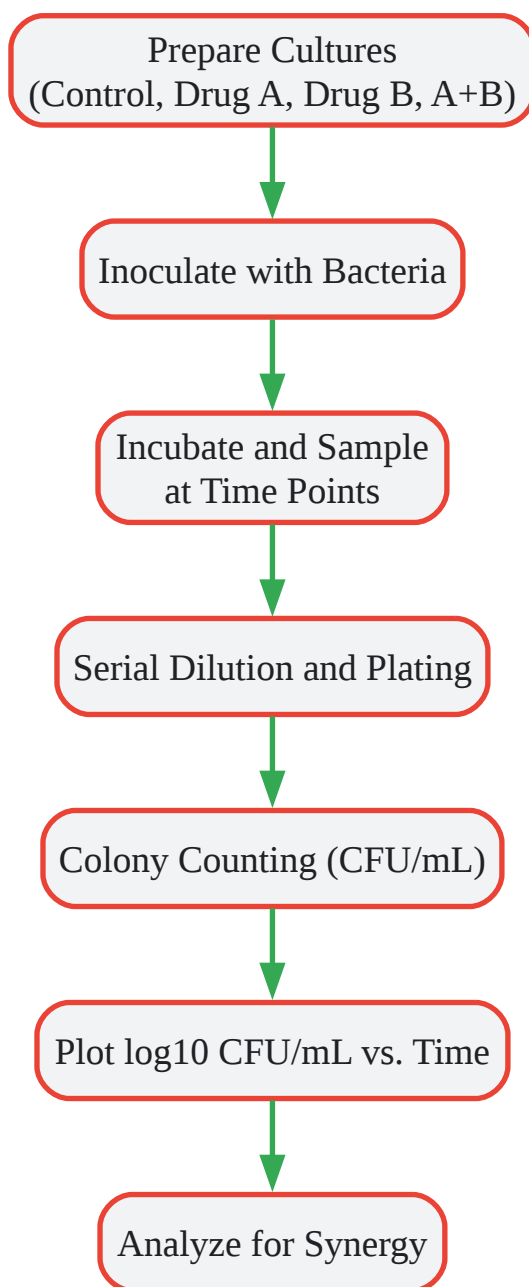 Prepare Cultures
(Control, Drug A, Drug B, A+B)
Inoculate with Bacteria
Incubate and Sample
at Time Points
Serial Dilution and Plating
Colony Counting (CFU/mL)
Plot log10 CFU/mL vs. Time
Analyze for Synergy